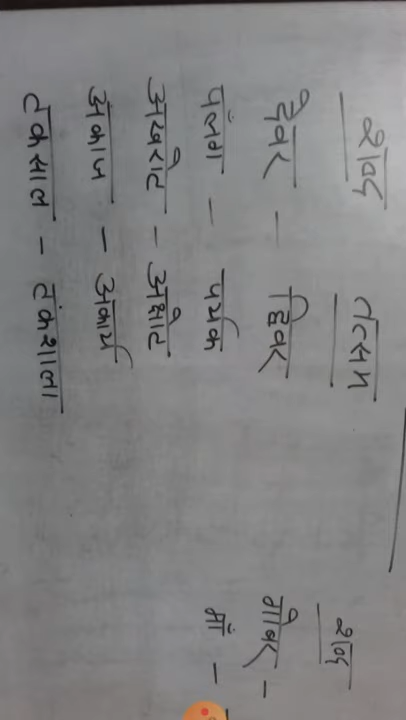 शब्द तत्सम
देवर - द्विवर
पलंग - पर्यंक
अखरोट - अक्षोट
अकाज - अकार्य
टकसाल - टंकशाला
शब्द
गोबर -
माँ -